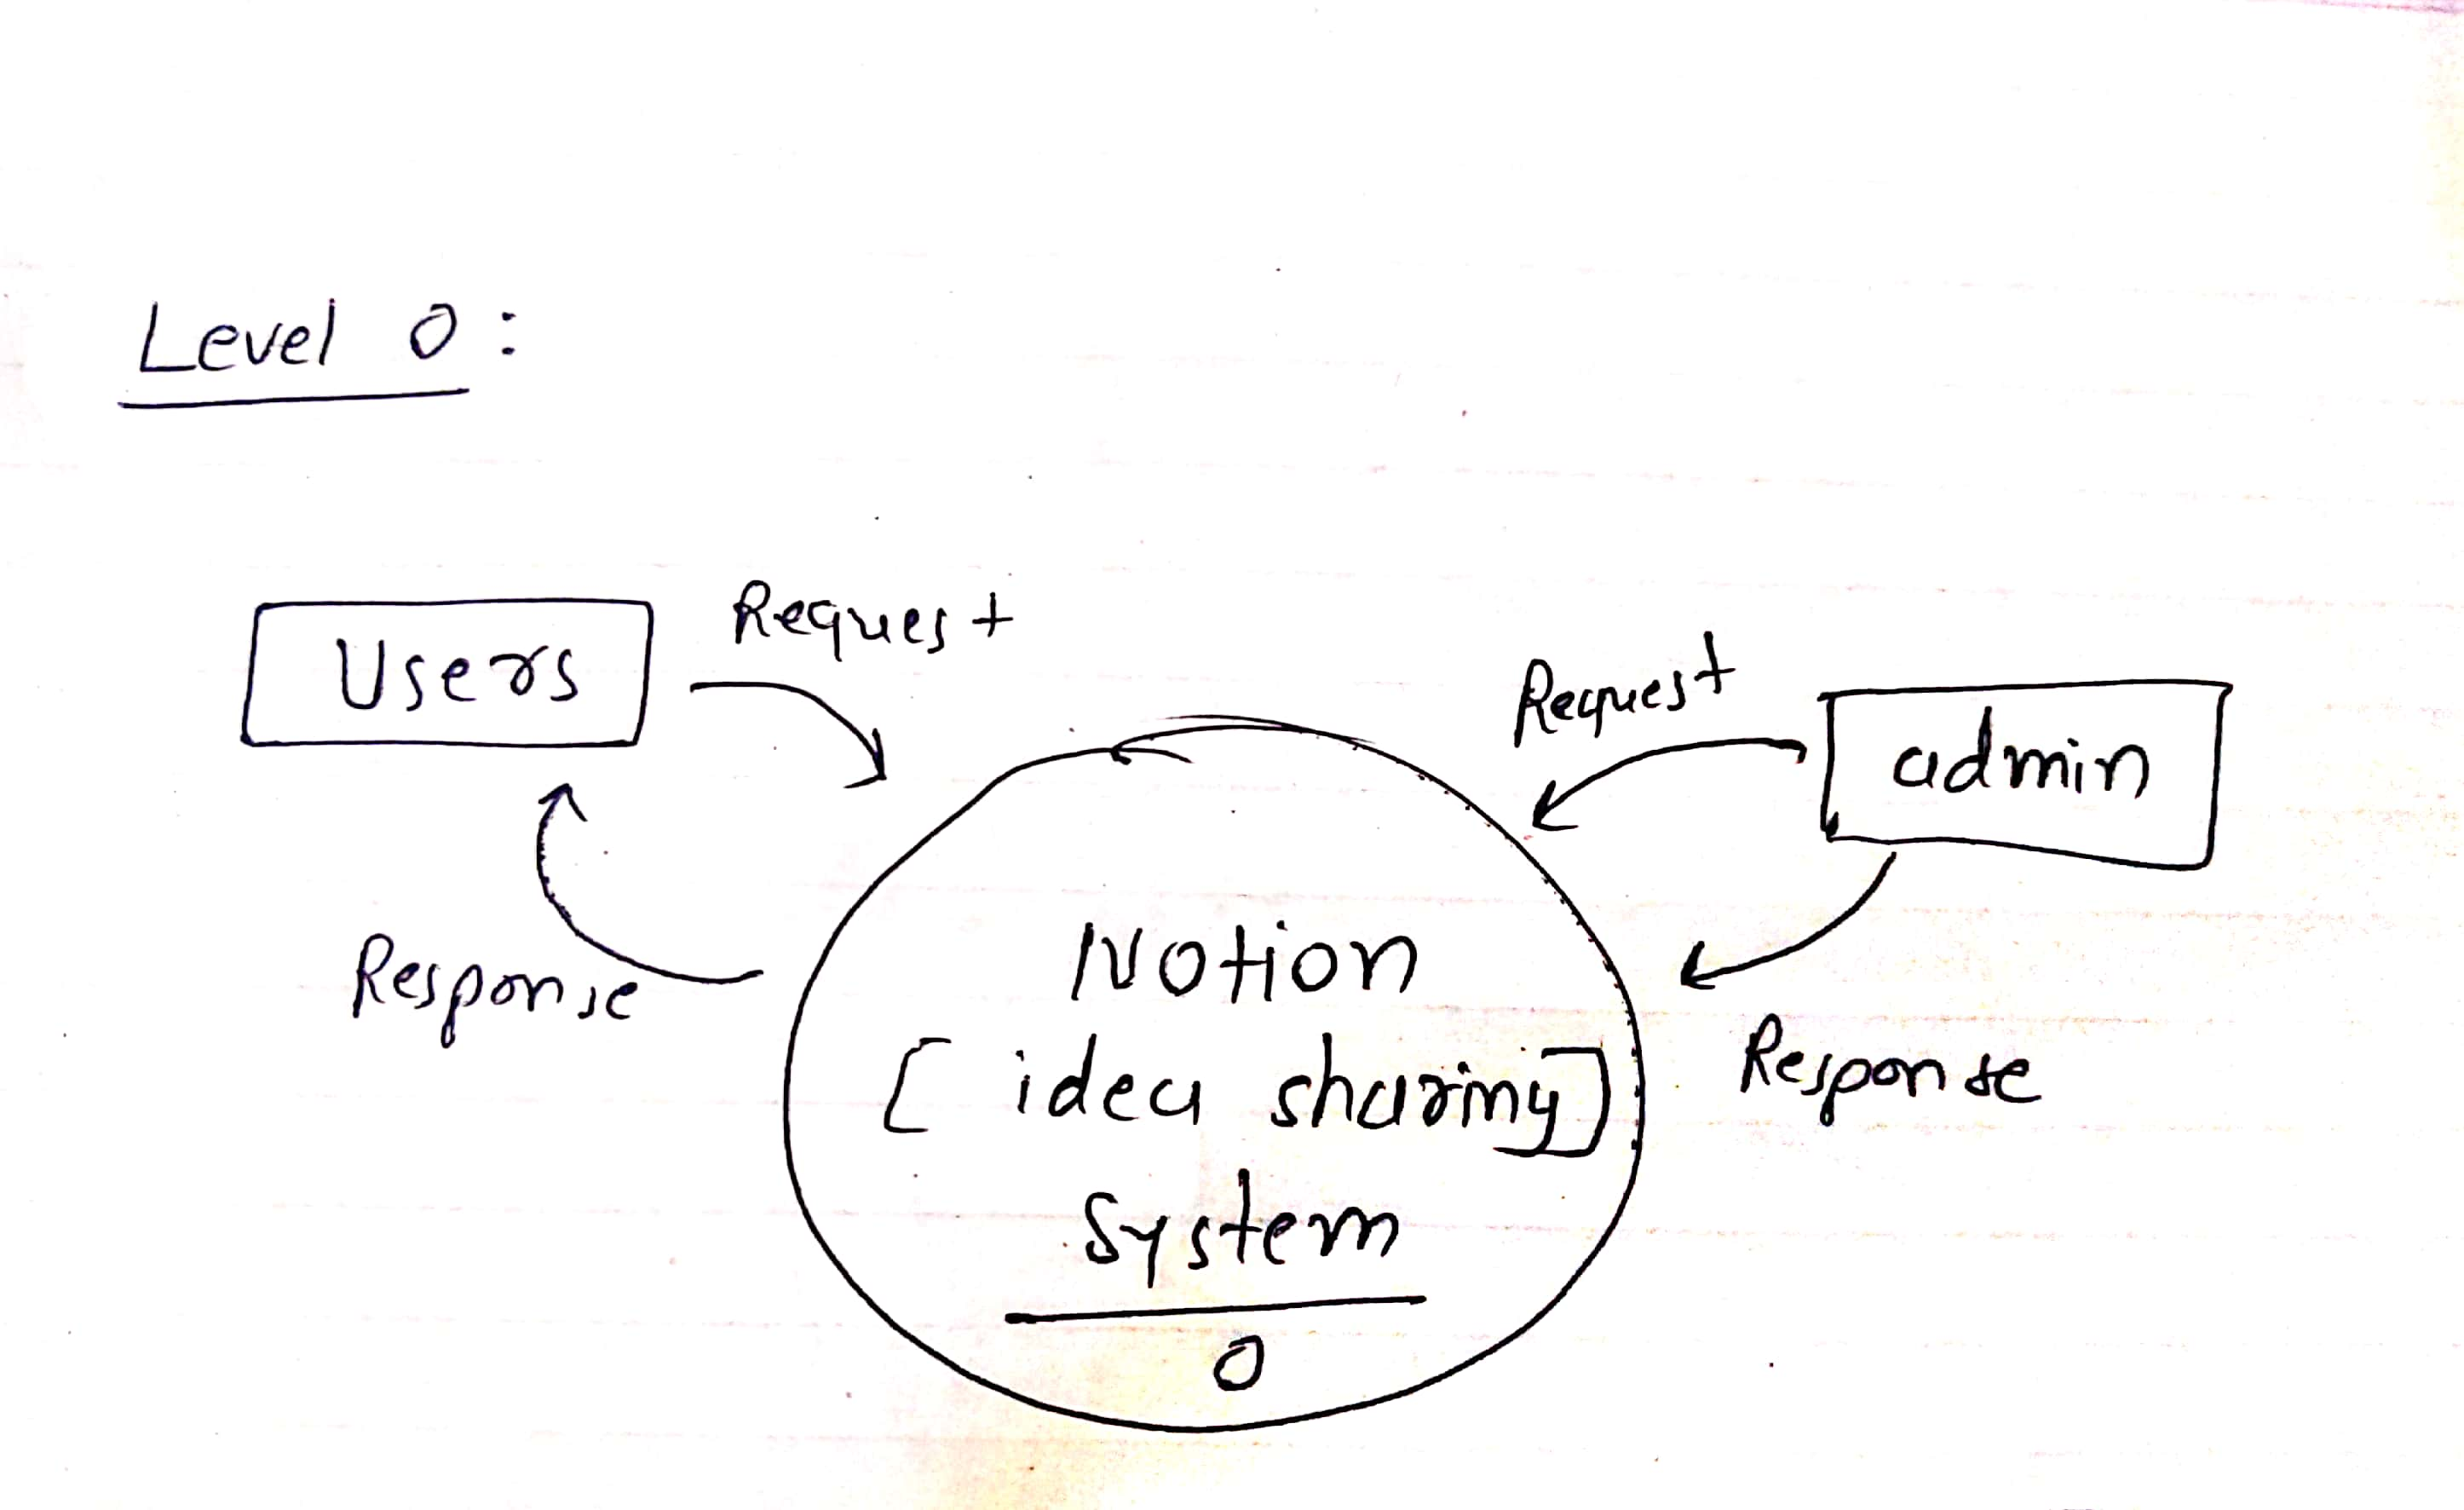 Level 0:
Request
Users
Request
admin
Response
Notion
[idea sharing]
Response
System
0